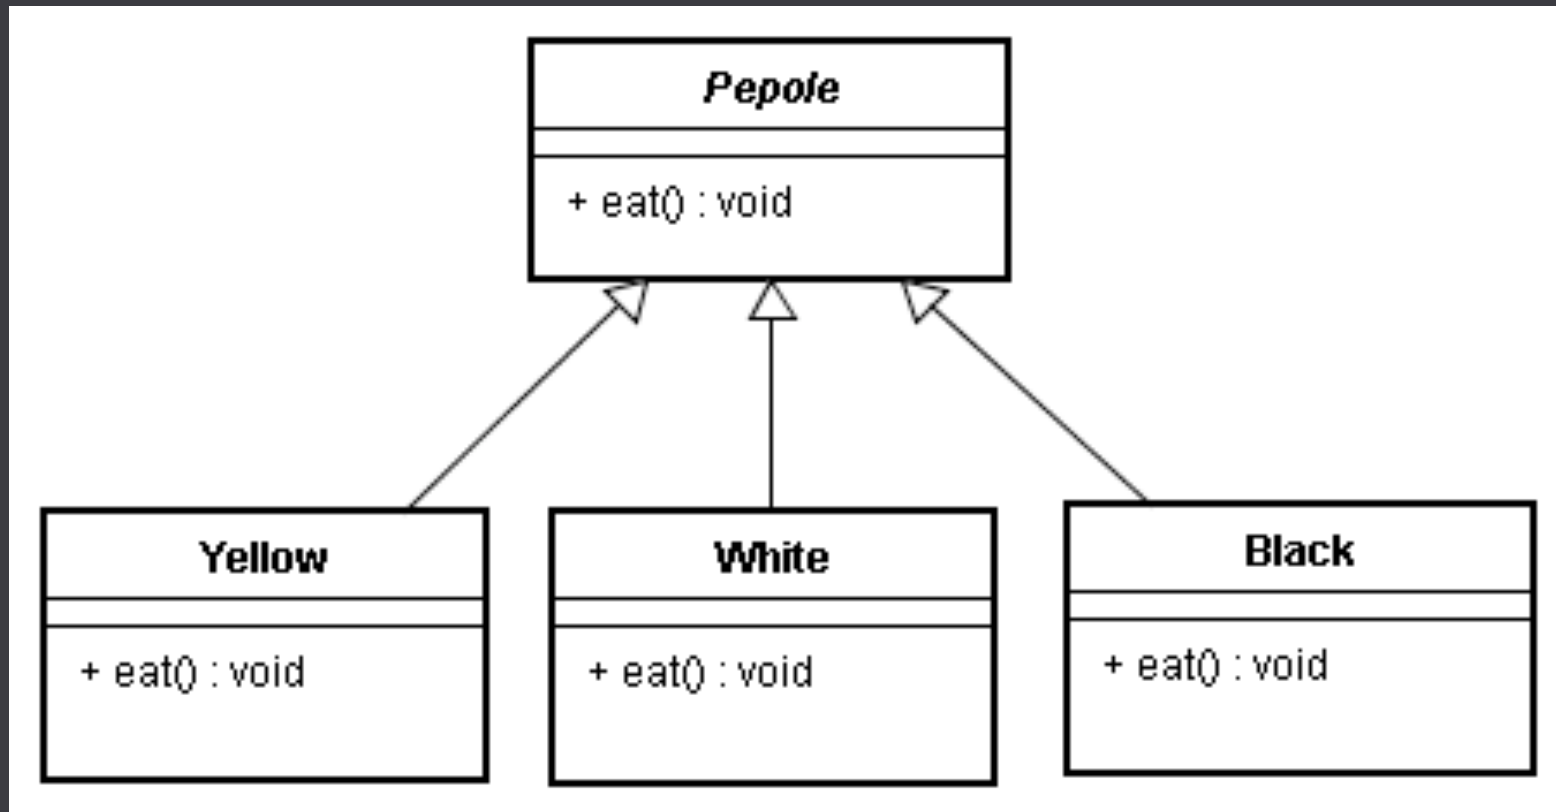 Pepole
+ eat() : void
Yellow
+ eat() : void
White
+ eat() : void
Black
+ eat() : void